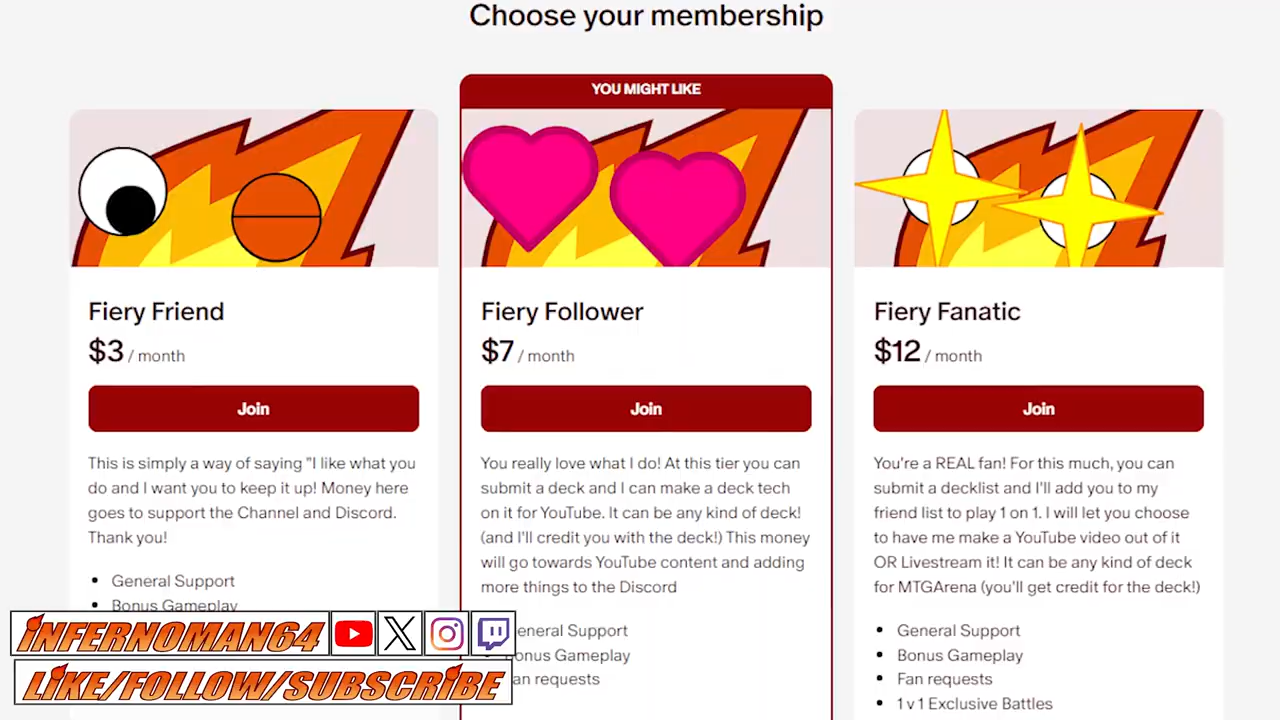 Choose your membership
YOU MIGHT LIKE
Fiery Friend
$3 / month
Join
This is simply a way of saying "I like what you
do and I want you to keep it up! Money here
goes to support the Channel and Discord.
Thank you!
General Support
Bonus Gameplay
Fiery Follower
$7 / month
Join
You really love what I do! At this tier you can
submit a deck and I can make a deck tech
on it for YouTube. It can be any kind of deck!
(and I'll credit you with the deck!) This money
will go towards YouTube content and adding
more things to the Discord
eneral Support
onus Gameplay
an requests
Fiery Fanatic
$12 / month
Join
You're a REAL fan! For this much, you can
submit a decklist and I'll add you to my
friend list to play 1 on 1. I will let you choose
to have me make a YouTube video out of it
OR Livestream it! It can be any kind of deck
for MTGArena (you'll get credit for the deck!)
General Support
Bonus Gameplay
Fan requests
1 v 1 Exclusive Battles
INFERNOMAN64
LIKE/FOLLOW/SUBSCRIBE